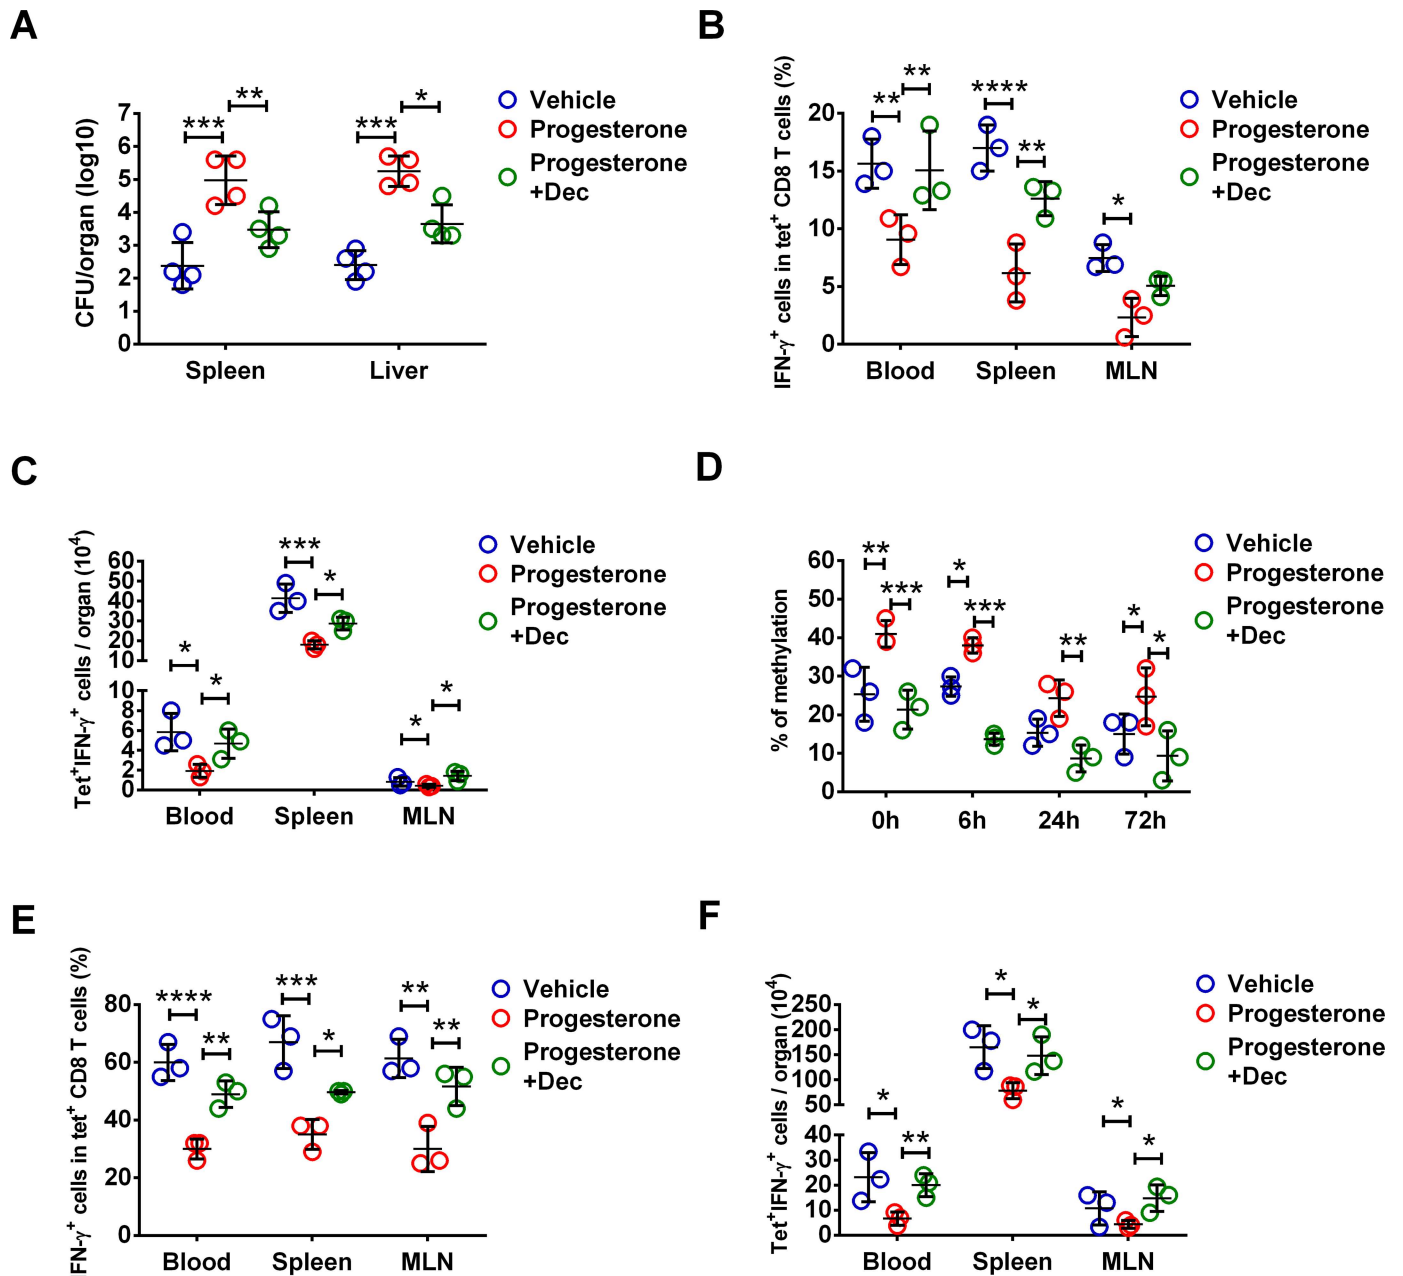 A
CFU/organ (log10)
7
6
5
4
3
2
1
0
***
**
***
*
Spleen
Liver
Vehicle
Progesterone
Progesterone
+Dec
B
IFN-γ+ cells in tet+ CD8 T cells (%)
20
15
10
5
0
**
**
****
**
*
Blood
Spleen
MLN
Vehicle
Progesterone
Progesterone
+Dec
C
Tet+IFN-γ+ cells / organ (10⁴)
60
50
40
30
20
10
10
8
6
4
2
0
*
*
***
*
*
*
Blood
Spleen
MLN
Vehicle
Progesterone
Progesterone
+Dec
D
% of methylation
60
50
40
30
20
10
0
**
***
*
***
**
*
*
0h
6h
24h
72h
Vehicle
Progesterone
Progesterone
+Dec
E
IFN-γ+ cells in tet+ CD8 T cells (%)
80
60
40
20
0
****
**
***
*
**
**
Blood
Spleen
MLN
Vehicle
Progesterone
Progesterone
+Dec
F
Tet+IFN-γ+ cells / organ (10⁴)
250
200
150
100
50
40
30
20
10
0
*
**
*
*
*
*
Blood
Spleen
MLN
Vehicle
Progesterone
Progesterone
+Dec